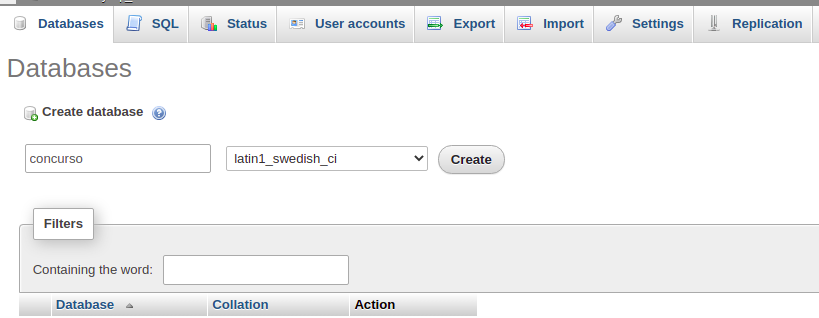 Databases SQL Status User accounts Export Import Settings Replication
Databases
Create database
concurso latin1_swedish_ci Create
Filters
Containing the word:
Database Collation Action